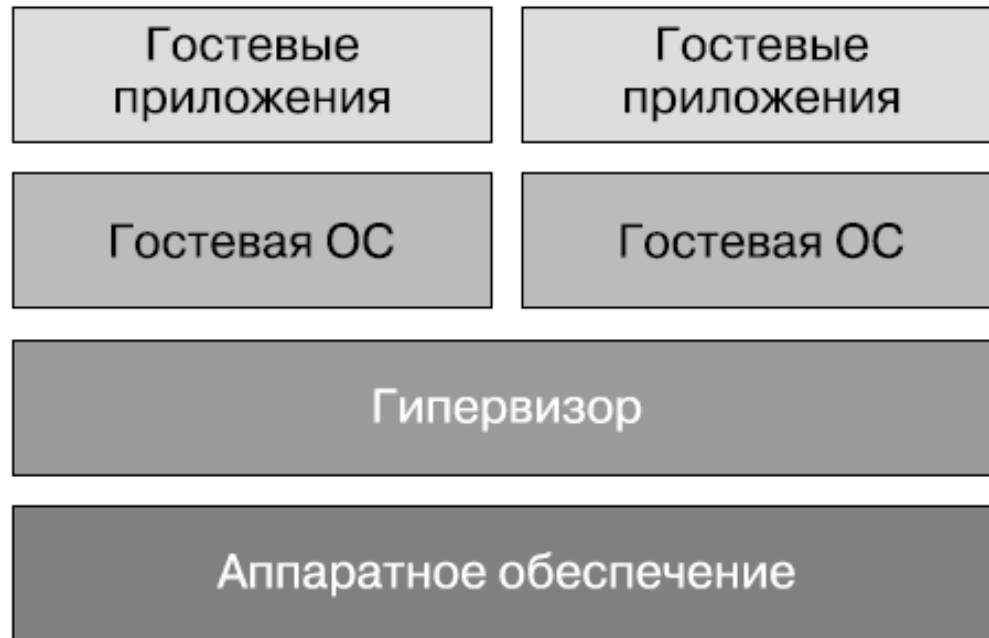 Гостевые
приложения
Гостевые
приложения
Гостевая ОС
Гостевая ОС
Гипервизор
Аппаратное обеспечение